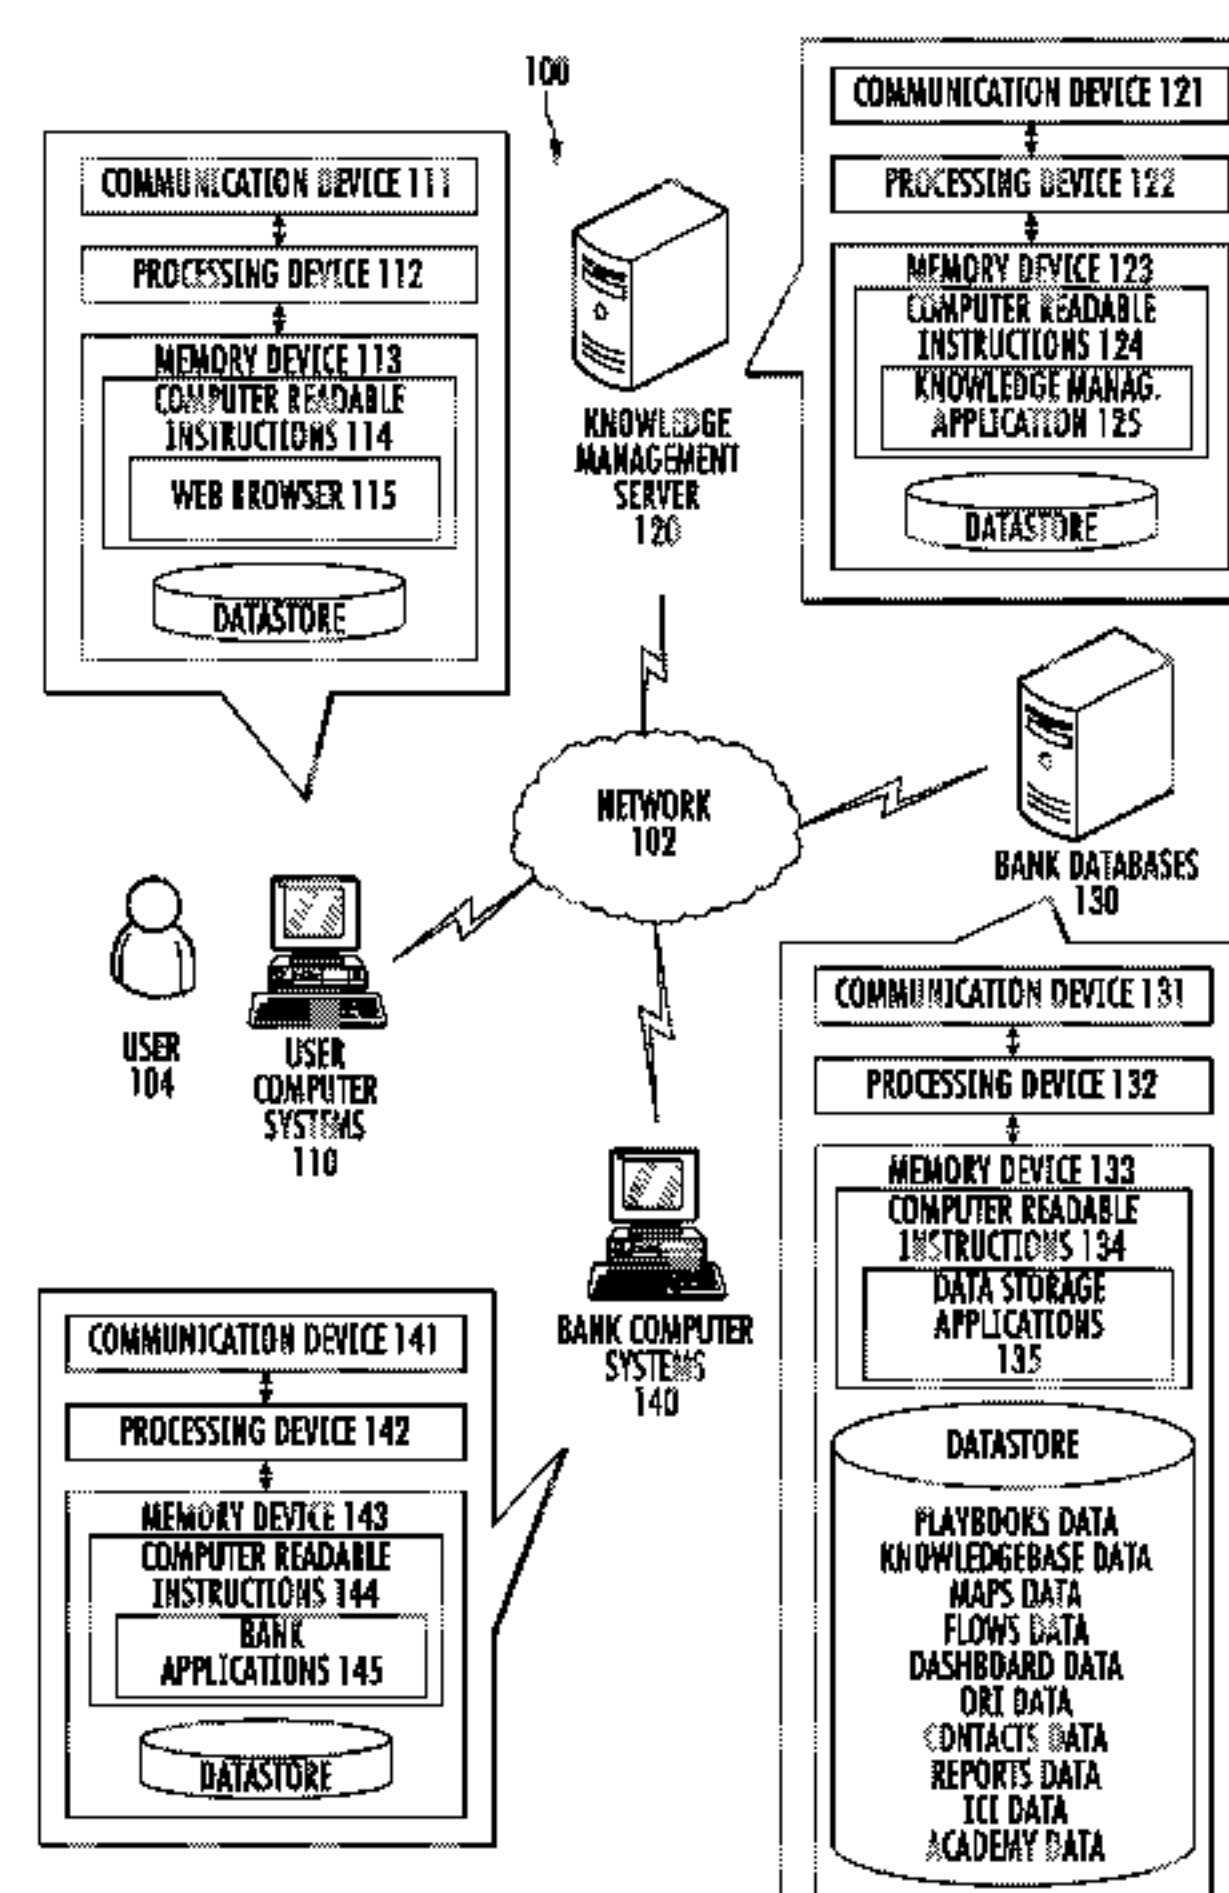 100
COMMUNICATION DEVICE 111
PROCESSING DEVICE 112
MEMORY DEVICE 113
COMPUTER READABLE
INSTRUCTIONS 114
WEB BROWSER 115
DATASTORE
KNOWLEDGE
MANAGEMENT
SERVER
120
COMMUNICATION DEVICE 121
PROCESSING DEVICE 122
MEMORY DEVICE 123
COMPUTER READABLE
INSTRUCTIONS 124
KNOWLEDGE MANAG.
APPLICATION 125
DATASTORE
NETWORK
102
BANK DATABASES
130
USER
104
USER
COMPUTER
SYSTEMS
110
BANK COMPUTER
SYSTEMS
140
COMMUNICATION DEVICE 131
PROCESSING DEVICE 132
MEMORY DEVICE 133
COMPUTER READABLE
INSTRUCTIONS 134
DATA STORAGE
APPLICATIONS
135
DATASTORE
PLAYBOOKS DATA
KNOWLEDGEBASE DATA
MAPS DATA
FLOWS DATA
DASHBOARD DATA
ORI DATA
CONTACTS DATA
REPORTS DATA
ICI DATA
ACADEMY DATA
COMMUNICATION DEVICE 141
PROCESSING DEVICE 142
MEMORY DEVICE 143
COMPUTER READABLE
INSTRUCTIONS 144
BANK
APPLICATIONS 145
DATASTORE